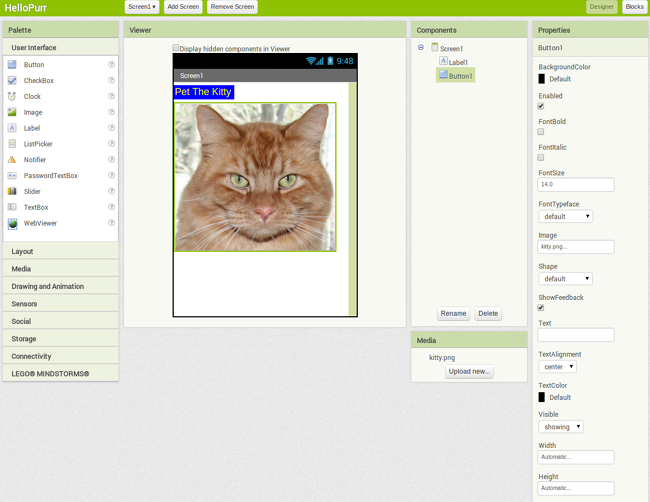 HelloPurr
Screen1 ▾
Add Screen
Remove Screen
Designer
Blocks
Palette
User Interface
Button
CheckBox
Clock
Image
Label
ListPicker
Notifier
PasswordTextBox
Slider
TextBox
WebViewer
Layout
Media
Drawing and Animation
Sensors
Social
Storage
Connectivity
LEGO® MINDSTORMS®
Viewer
Display hidden components in Viewer
9:48
Screen1
Pet The Kitty
Components
Screen1
Label1
Button1
Rename
Delete
Media
kitty.png
Upload new...
Properties
Button1
BackgroundColor
Default
Enabled
FontBold
FontItalic
FontSize
14.0
FontTypeface
default
Image
kitty.png...
Shape
default
ShowFeedback
Text
TextAlignment
center
TextColor
Default
Visible
showing
Width
Automatic...
Height
Automatic...